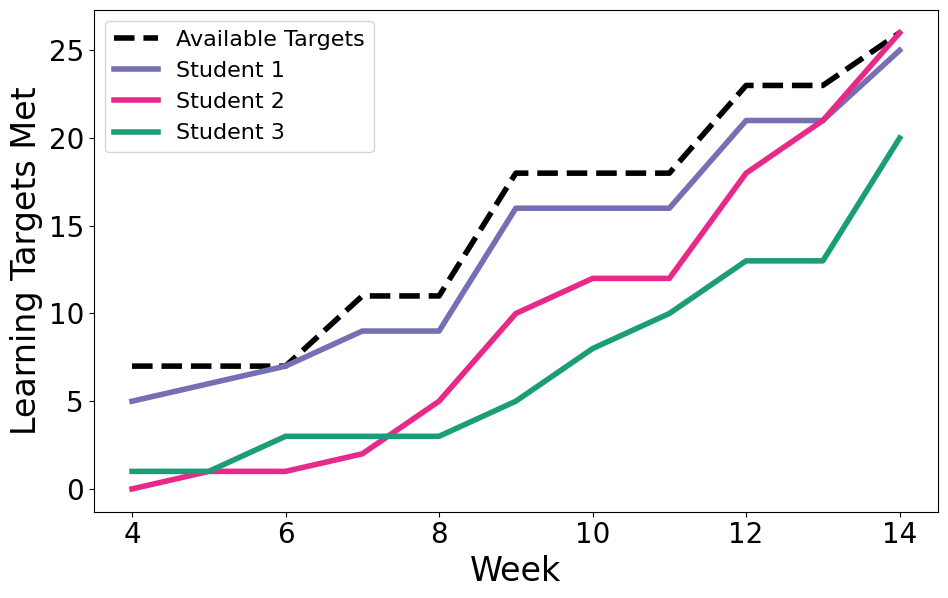 Available Targets
Student 1
Student 2
Student 3
Learning Targets Met
25
20
15
10
5
0
4 6 8 10 12 14
Week